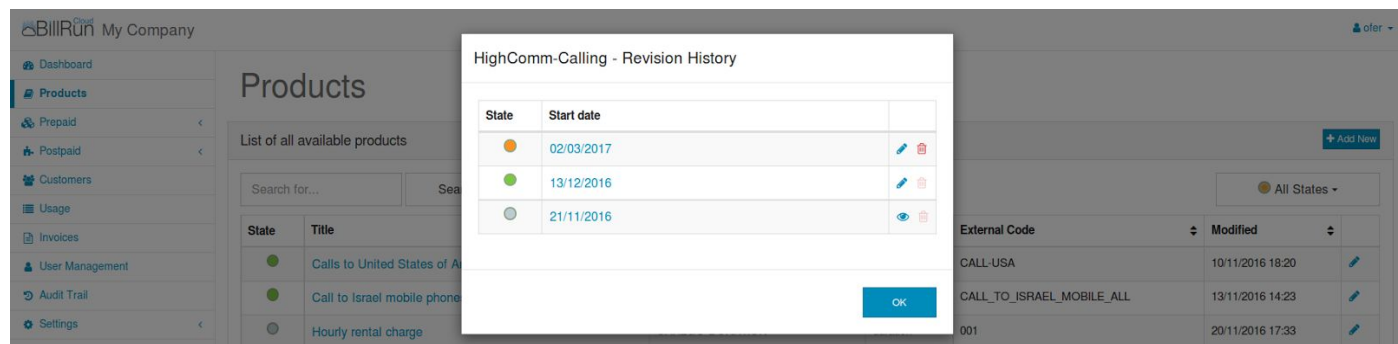 BillRun Cloud My Company
ofer
Dashboard
Products
Prepaid
Postpaid
Customers
Usage
Invoices
User Management
Audit Trail
Settings
Products
List of all available products
Add New
Search for...
Sea
All States
State Title External Code Modified
Calls to United States of A CALL-USA 10/11/2016 18:20
Call to Israel mobile phone CALL_TO_ISRAEL_MOBILE_ALL 13/11/2016 14:23
Hourly rental charge 001 20/11/2016 17:33
HighComm-Calling - Revision History
State Start date
02/03/2017
13/12/2016
21/11/2016
OK